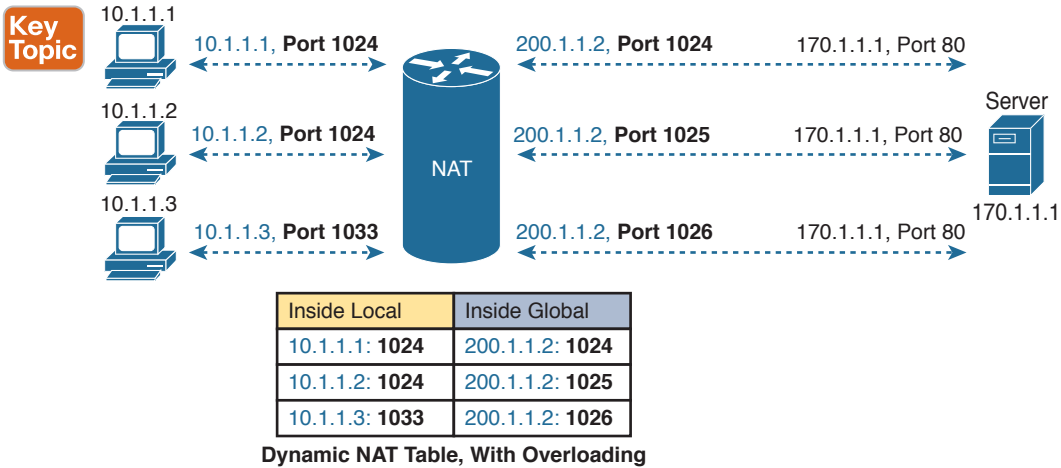 Key
Topic
10.1.1.1
10.1.1.1, Port 1024
200.1.1.2, Port 1024
170.1.1.1, Port 80
10.1.1.2
10.1.1.2, Port 1024
NAT
200.1.1.2, Port 1025
170.1.1.1, Port 80
Server
170.1.1.1
10.1.1.3
10.1.1.3, Port 1033
200.1.1.2, Port 1026
170.1.1.1, Port 80
Inside Local Inside Global
10.1.1.1: 1024 200.1.1.2: 1024
10.1.1.2: 1024 200.1.1.2: 1025
10.1.1.3: 1033 200.1.1.2: 1026
Dynamic NAT Table, With Overloading